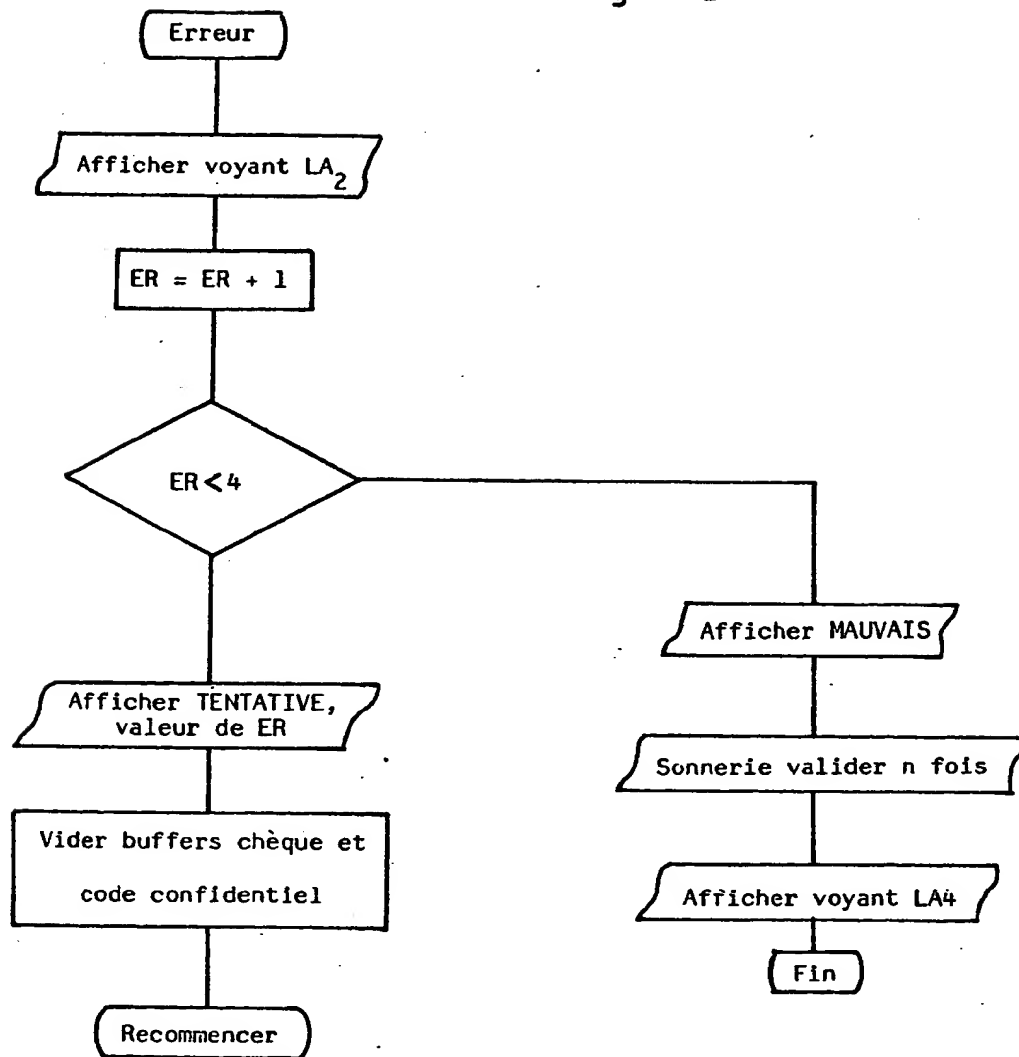 Erreur
Afficher voyant LA2
ER = ER + 1
ER < 4
Afficher TENTATIVE,
valeur de ER
Vider buffers chèque et
code confidentiel
Recommencer
Afficher MAUVAIS
Sonnerie valider n fois
Afficher voyant LA4
Fin